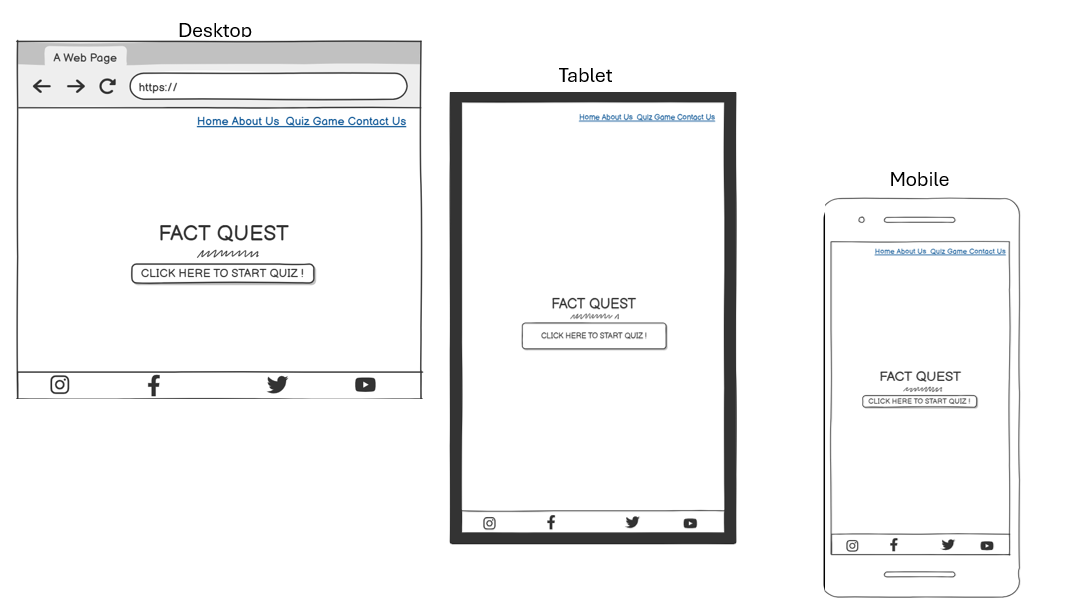 Desktop
A Web Page
https://
Home About Us Quiz Game Contact Us
FACT QUEST
CLICK HERE TO START QUIZ !
Tablet
Home About Us Quiz Game Contact Us
FACT QUEST
CLICK HERE TO START QUIZ !
Mobile
Home About Us Quiz Game Contact Us
FACT QUEST
CLICK HERE TO START QUIZ !